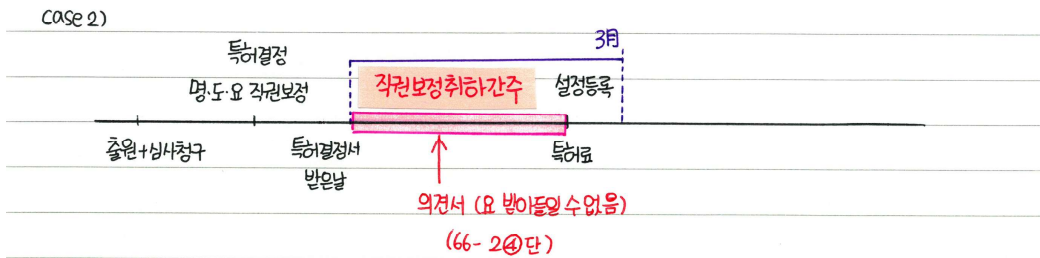 case 2)
3月
특허결정
명·도·요 직권보정
직권보정취하간주
설정등록
출원+심사청구
특허결정서
받은날
특허료
의견서 (요 받아들일 수 없음)
(66-2④단)